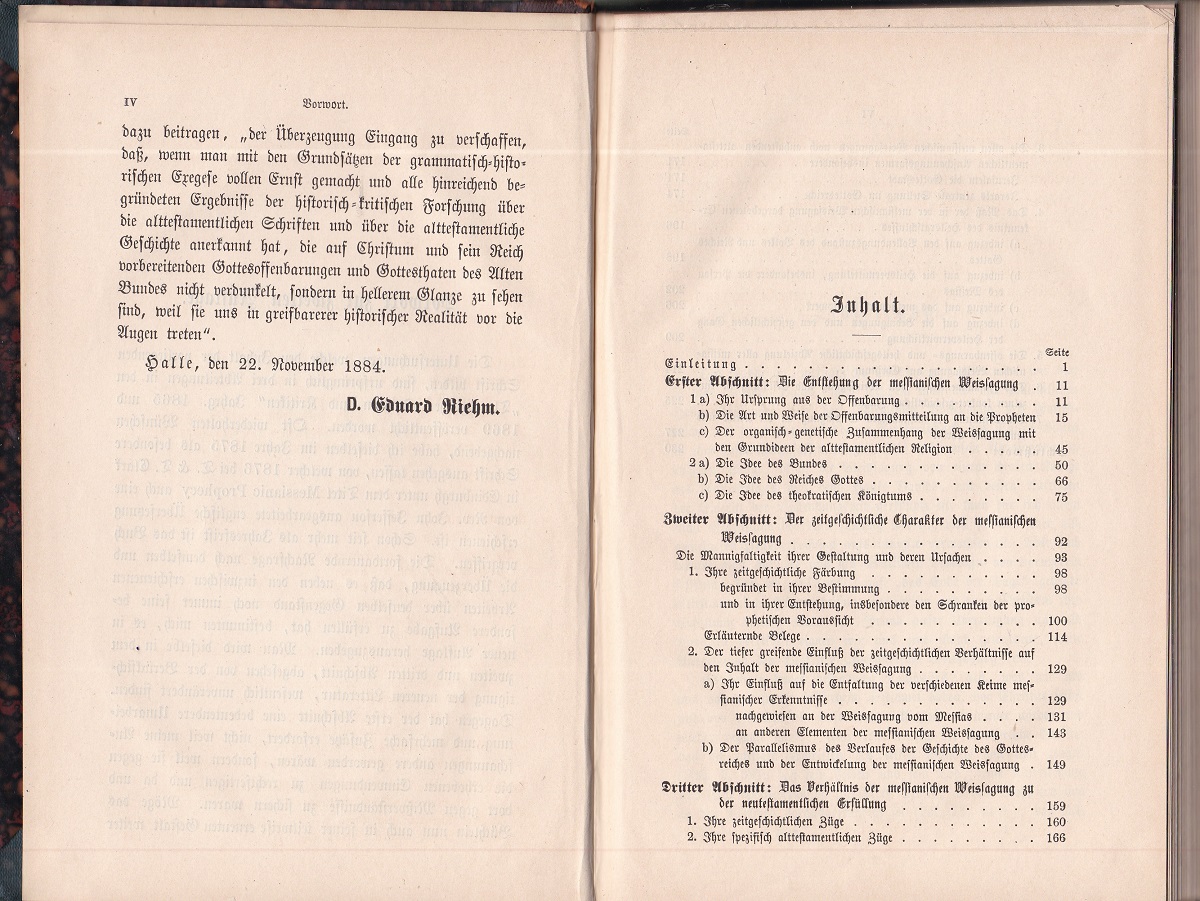 IV Vorwort.
dazu beitragen, „der Überzeugung Eingang zu verschaffen,
daß, wenn man mit den Grundsätzen der grammatisch-histo-
rischen Exegese vollen Ernst gemacht und alle hinreichend be-
gründeten Ergebnisse der historisch-kritischen Forschung über
die alttestamentlichen Schriften und über die alttestamentliche
Geschichte anerkannt hat, die auf Christum und sein Reich
vorbereitenden Gottesoffenbarungen und Gottesthaten des Alten
Bundes nicht verdunkelt, sondern in hellerem Glanze zu sehen
sind, weil sie uns in greifbarerer historischer Realität vor die
Augen treten“.
Halle, den 22. November 1884.
D. Eduard Riehm.
Inhalt.
Seite
Einleitung . . . . . . . . . . . . . . . . . . 1
Erster Abschnitt: Die Entstehung der messianischen Weissagung . 11
1 a) Ihr Ursprung aus der Offenbarung . . . . . . . . . 11
b) Die Art und Weise der Offenbarungsmitteilung an die Propheten 15
c) Der organisch-genetische Zusammenhang der Weissagung mit
den Grundideen der alttestamentlichen Religion . . . . . 45
2 a) Die Idee des Bundes . . . . . . . . . . . . 50
b) Die Idee des Reiches Gottes . . . . . . . . . . 66
c) Die Idee des theokratischen Königtums . . . . . . . . 75
Zweiter Abschnitt: Der zeitgeschichtliche Charakter der messianischen
Weissagung . . . . . . . . . . . . . . . . 92
Die Mannigfaltigkeit ihrer Gestaltung und deren Ursachen . . . . 93
1. Ihre zeitgeschichtliche Färbung . . . . . . . . . . . 98
begründet in ihrer Bestimmung . . . . . . . . . . 98
und in ihrer Entstehung, insbesondere den Schranken der pro-
phetischen Voraussicht . . . . . . . . . . . 100
Erläuternde Belege . . . . . . . . . . . . . . . 114
2. Der tiefer greifende Einfluß der zeitgeschichtlichen Verhältnisse auf
den Inhalt der messianischen Weissagung . . . . . . . . 129
a) Ihr Einfluß auf die Entfaltung der verschiedenen Keime mes-
sianischer Erkenntnisse . . . . . . . . . . . . . 129
nachgewiesen an der Weissagung vom Messias . . . . 131
an anderen Elementen der messianischen Weissagung . . 143
b) Der Parallelismus des Verlaufes der Geschichte des Gottes-
reiches und der Entwickelung der messianischen Weissagung . 149
Dritter Abschnitt: Das Verhältnis der messianischen Weissagung zu
der neutestamentlichen Erfüllung . . . . . . . . . 159
1. Ihre zeitgeschichtlichen Züge . . . . . . . . . . . . 160
2. Ihre spezifisch alttestamentlichen Züge . . . . . . . . . 166